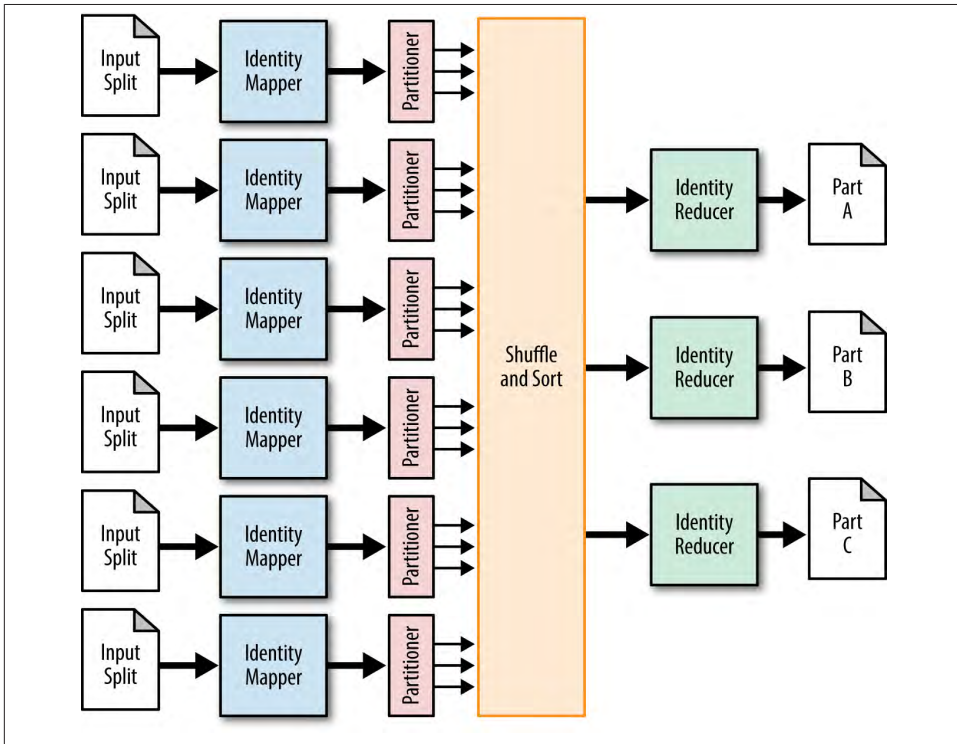 Input
Split
Identity
Mapper
Partitioner
Input
Split
Identity
Mapper
Partitioner
Input
Split
Identity
Mapper
Partitioner
Input
Split
Identity
Mapper
Partitioner
Input
Split
Identity
Mapper
Partitioner
Input
Split
Identity
Mapper
Partitioner
Shuffle
and Sort
Identity
Reducer
Part
A
Identity
Reducer
Part
B
Identity
Reducer
Part
C